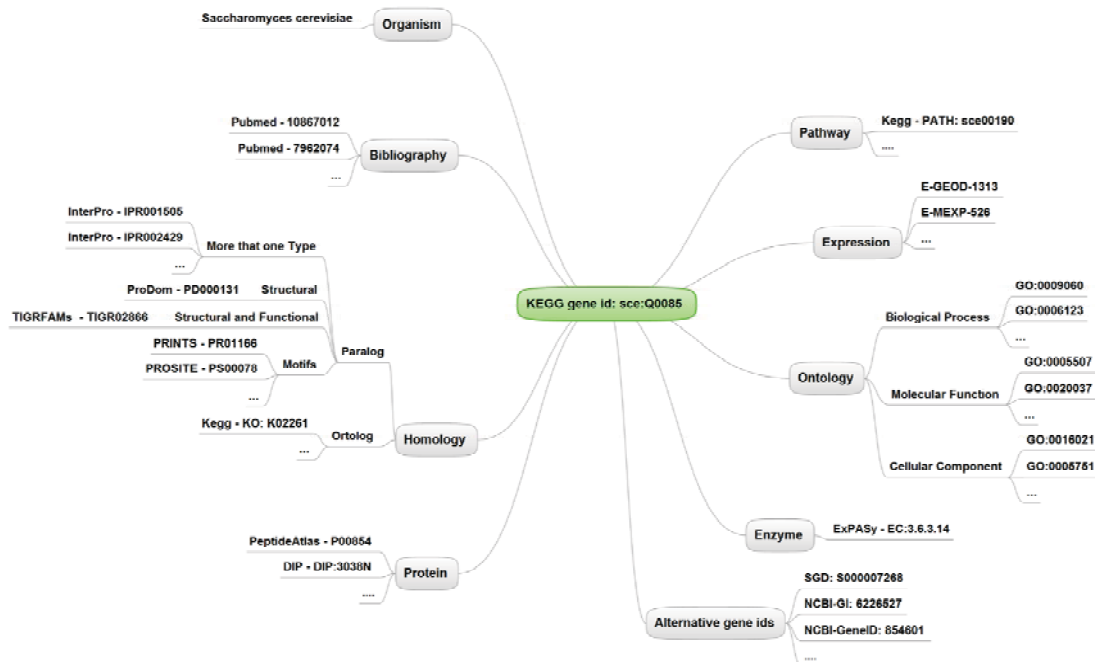 Saccharomyces cerevisiae
Organism
Pubmed - 10867012
Pubmed - 7962074
...
Bibliography
InterPro - IPR001505
InterPro - IPR002429
...
More that one Type
ProDom - PD000131 Structural
TIGRFAMs - TIGR02866 Structural and Functional
PRINTS - PR01166
PROSITE - PS00078
...
Motifs
Paralog
Kegg - KO: K02261
...
Ortolog
Homology
PeptideAtlas - P00854
DIP - DIP:3038N
....
Protein
KEGG gene id: sce:Q0085
Pathway
Kegg - PATH: sce00190
....
Expression
E-GEOD-1313
E-MEXP-526
...
Ontology
Biological Process
GO:0009060
GO:0006123
...
Molecular Function
GO:0005507
GO:0020037
...
Cellular Component
GO:0016021
GO:0005751
...
Enzyme
ExPASy - EC:3.6.3.14
Alternative gene ids
SGD: S000007268
NCBI-GI: 6226527
NCBI-GeneID: 854601
....